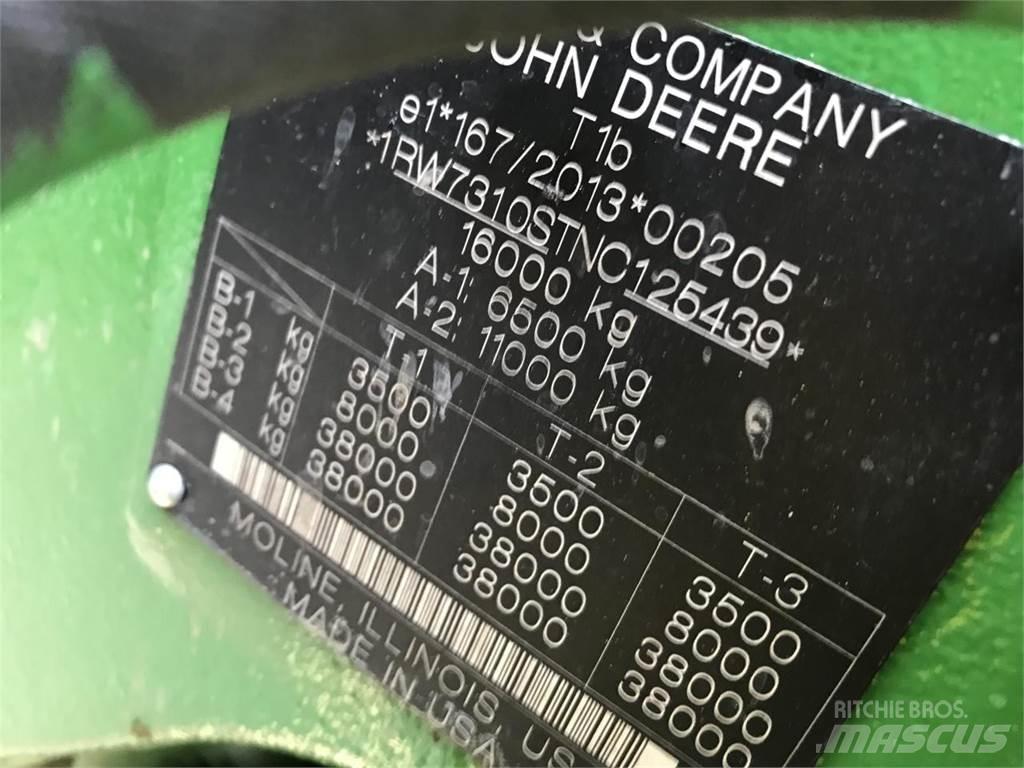 & COMPANY
JOHN DEERE
T1b
e1*167/2013*00205
*1RW7310STNC125439*
16000 kg
A-1: 6500 kg
A-2: 11000 kg
T-1 T-2 T-3
B-1 kg 3500 3500 3500
B-2 kg 8000 8000 8000
B-3 kg 38000 38000 38000
B-4 kg 38000 38000 38000
MOLINE, ILLINOIS,
MADE IN USA
RITCHIE BROS.
MASCUS